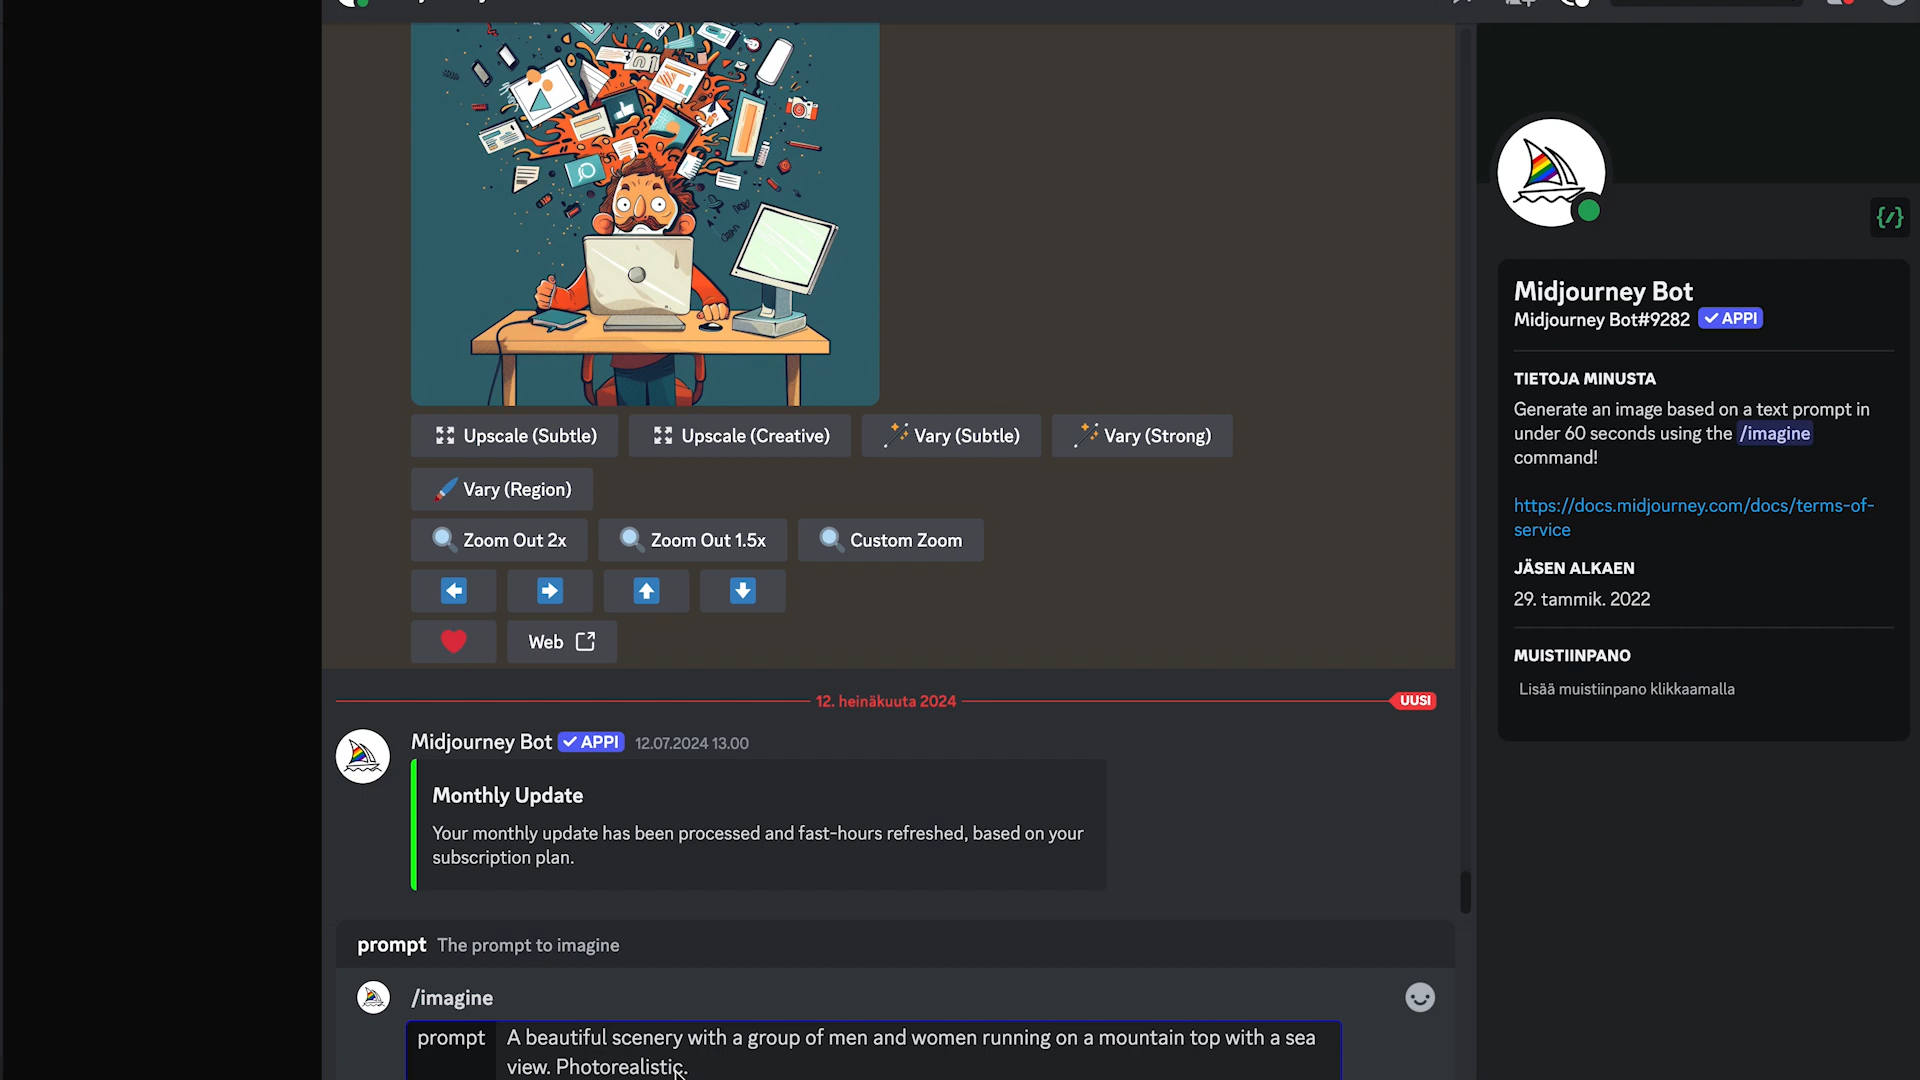 Upscale (Subtle) Upscale (Creative) Vary (Subtle) Vary (Strong)
Vary (Region)
Zoom Out 2x Zoom Out 1.5x Custom Zoom
Web
12. heinäkuuta 2024 UUSI
Midjourney Bot APPI 12.07.2024 13.00
Monthly Update
Your monthly update has been processed and fast-hours refreshed, based on your
subscription plan.
prompt The prompt to imagine
/imagine
prompt A beautiful scenery with a group of men and women running on a mountain top with a sea
view. Photorealistic.
Midjourney Bot
Midjourney Bot#9282 APPI
TIETOJA MINUSTA
Generate an image based on a text prompt in
under 60 seconds using the /imagine
command!
https://docs.midjourney.com/docs/terms-of-
service
JÄSEN ALKAEN
29. tammik. 2022
MUISTIINPANO
Lisää muistiinpano klikkaamalla